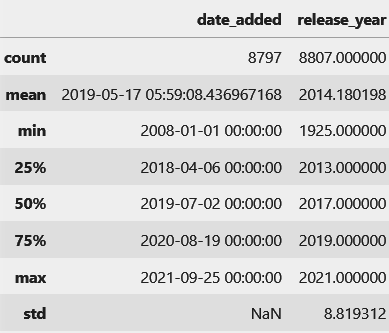 date_added release_year
count 8797 8807.000000
mean 2019-05-17 05:59:08.436967168 2014.180198
min 2008-01-01 00:00:00 1925.000000
25% 2018-04-06 00:00:00 2013.000000
50% 2019-07-02 00:00:00 2017.000000
75% 2020-08-19 00:00:00 2019.000000
max 2021-09-25 00:00:00 2021.000000
std NaN 8.819312